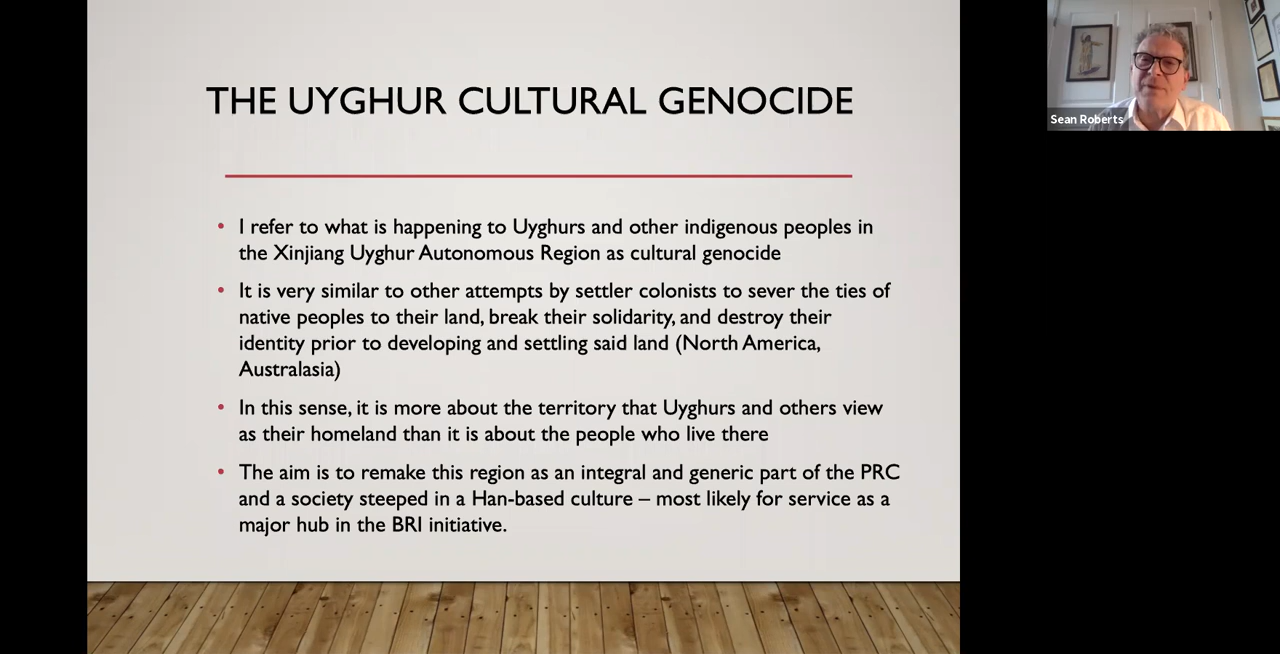 THE UYGHUR CULTURAL GENOCIDE
• I refer to what is happening to Uyghurs and other indigenous peoples in
the Xinjiang Uyghur Autonomous Region as cultural genocide
• It is very similar to other attempts by settler colonists to sever the ties of
native peoples to their land, break their solidarity, and destroy their
identity prior to developing and settling said land (North America,
Australasia)
• In this sense, it is more about the territory that Uyghurs and others view
as their homeland than it is about the people who live there
• The aim is to remake this region as an integral and generic part of the PRC
and a society steeped in a Han-based culture – most likely for service as a
major hub in the BRI initiative.
Sean Roberts